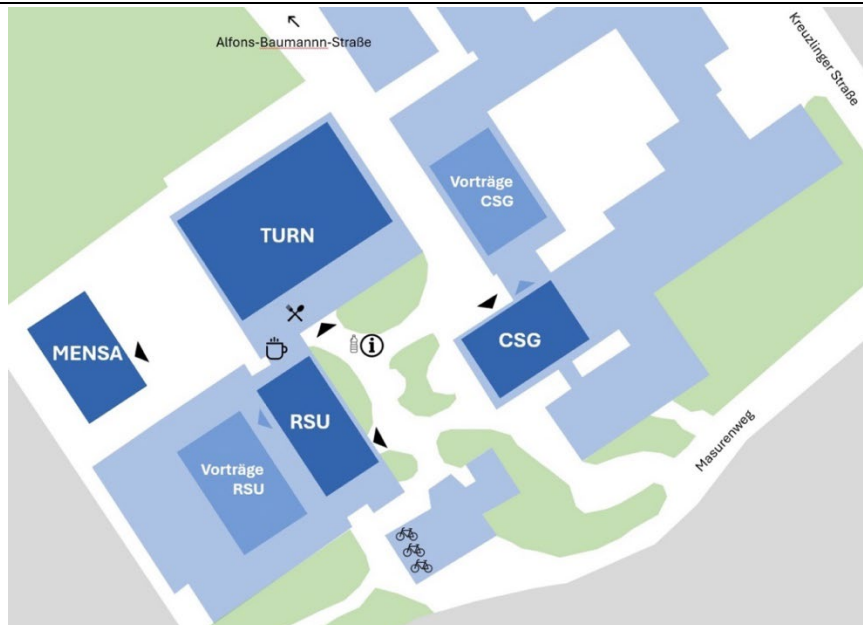 Alfons-Baumannn-Straße
Kreuzlinger Straße
Vorträge
CSG
TURN
MENSA
CSG
RSU
Vorträge
RSU
Masurenweg
i